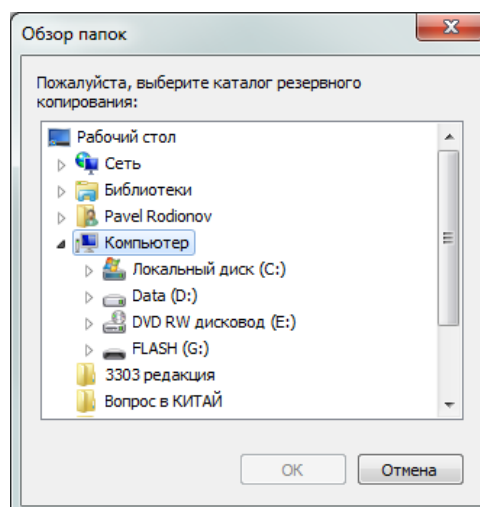 Обзор папок
Пожалуйста, выберите каталог резервного
копирования:
Рабочий стол
Сеть
Библиотеки
Pavel Rodionov
Компьютер
Локальный диск (C:)
Data (D:)
DVD RW дисковод (E:)
FLASH (G:)
3303 редакция
Вопрос в КИТАЙ
ОК
Отмена